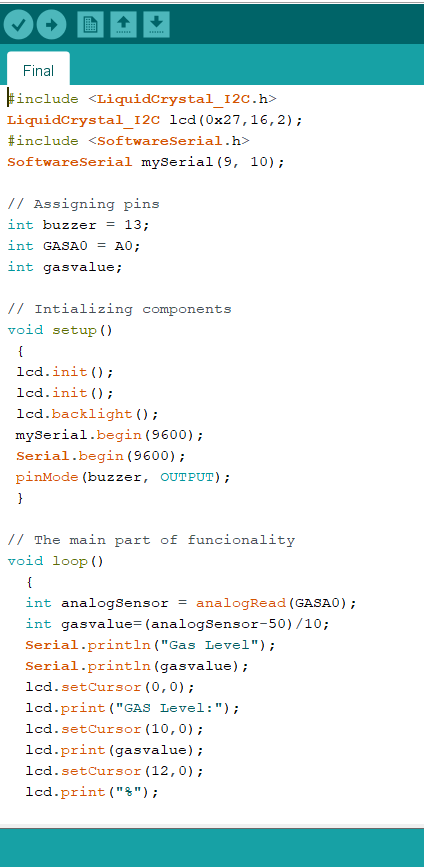 Final
#include <LiquidCrystal_I2C.h>
LiquidCrystal_I2C lcd(0x27,16,2);
#include <SoftwareSerial.h>
SoftwareSerial mySerial(9, 10);
// Assigning pins
int buzzer = 13;
int GASA0 = A0;
int gasvalue;
// Intializing components
void setup()
{
lcd.init();
lcd.init();
lcd.backlight();
mySerial.begin(9600);
Serial.begin(9600);
pinMode(buzzer, OUTPUT);
}
// The main part of funcionality
void loop()
{
int analogSensor = analogRead(GASA0);
int gasvalue=(analogSensor-50)/10;
Serial.println("Gas Level");
Serial.println(gasvalue);
lcd.setCursor(0,0);
lcd.print("GAS Level:");
lcd.setCursor(10,0);
lcd.print(gasvalue);
lcd.setCursor(12,0);
lcd.print("%");